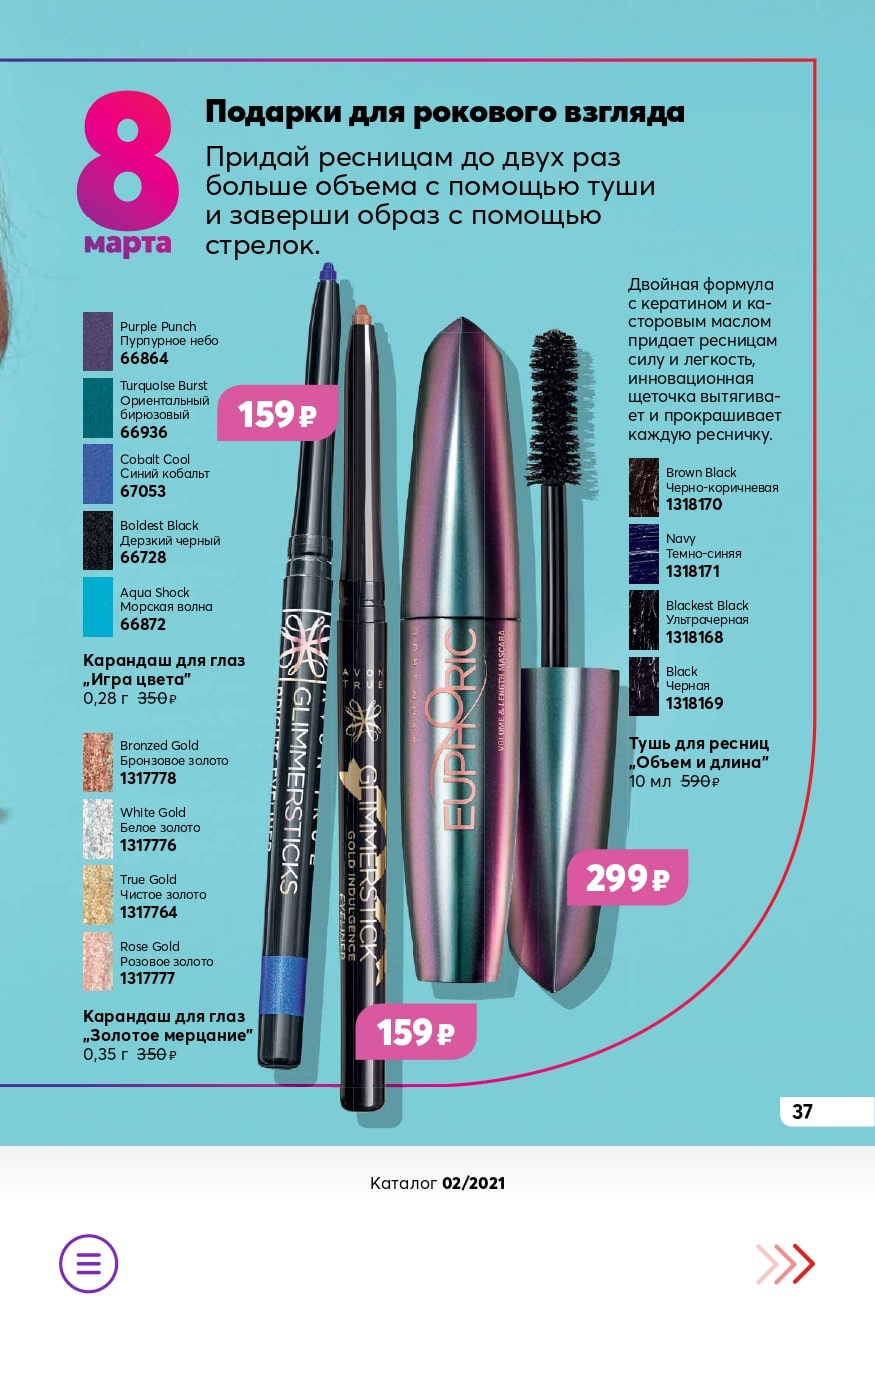 8
марта
Подарки для рокового взгляда
Придай ресницам до двух раз
больше объема с помощью туши
и заверши образ с помощью
стрелок.
Purple Punch
Пурпурное небо
66864
Turquoise Burst
Ориентальный
бирюзовый
66936
Cobalt Cool
Синий кобальт
67053
Boldest Black
Дерзкий черный
66728
Aqua Shock
Морская волна
66872
Карандаш для глаз
„Игра цвета”
0,28 г 350 ₽
159 ₽
Bronzed Gold
Бронзовое золото
1317778
White Gold
Белое золото
1317776
True Gold
Чистое золото
1317764
Rose Gold
Розовое золото
1317777
Карандаш для глаз
„Золотое мерцание”
0,35 г 350 ₽
159 ₽
AVON TRUE
GLIMMERSTICKS
BRIGHTS EYELINER
AVON
TRUE
GLIMMERSTICK
GOLD INDULGENCE
EYELINER
AVON TRUE
EUPHORIC
VOLUME & LENGTH MASCARA
Двойная формула
с кератином и ка-
сторовым маслом
придает ресницам
силу и легкость,
инновационная
щеточка вытягива-
ет и прокрашивает
каждую ресничку.
Brown Black
Черно-коричневая
1318170
Navy
Темно-синяя
1318171
Blackest Black
Ультрачерная
1318168
Black
Черная
1318169
Тушь для ресниц
„Объем и длина”
10 мл 590 ₽
299 ₽
37
Каталог 02/2021